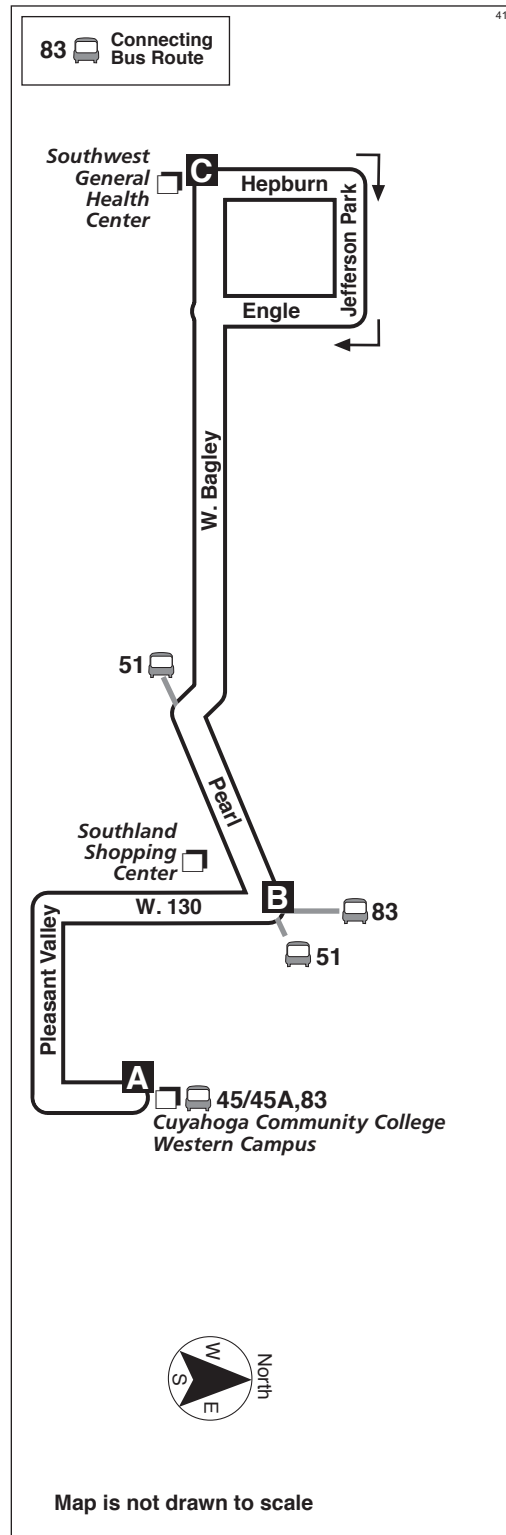 41
83 Connecting
Bus Route
Southwest
General
Health
Center
C
Hepburn
Jefferson Park
Engle
W. Bagley
51
Pearl
Southland
Shopping
Center
B
W. 130
83
51
Pleasant Valley
A
45/45A,83
Cuyahoga Community College
Western Campus
W
S
E
North
Map is not drawn to scale